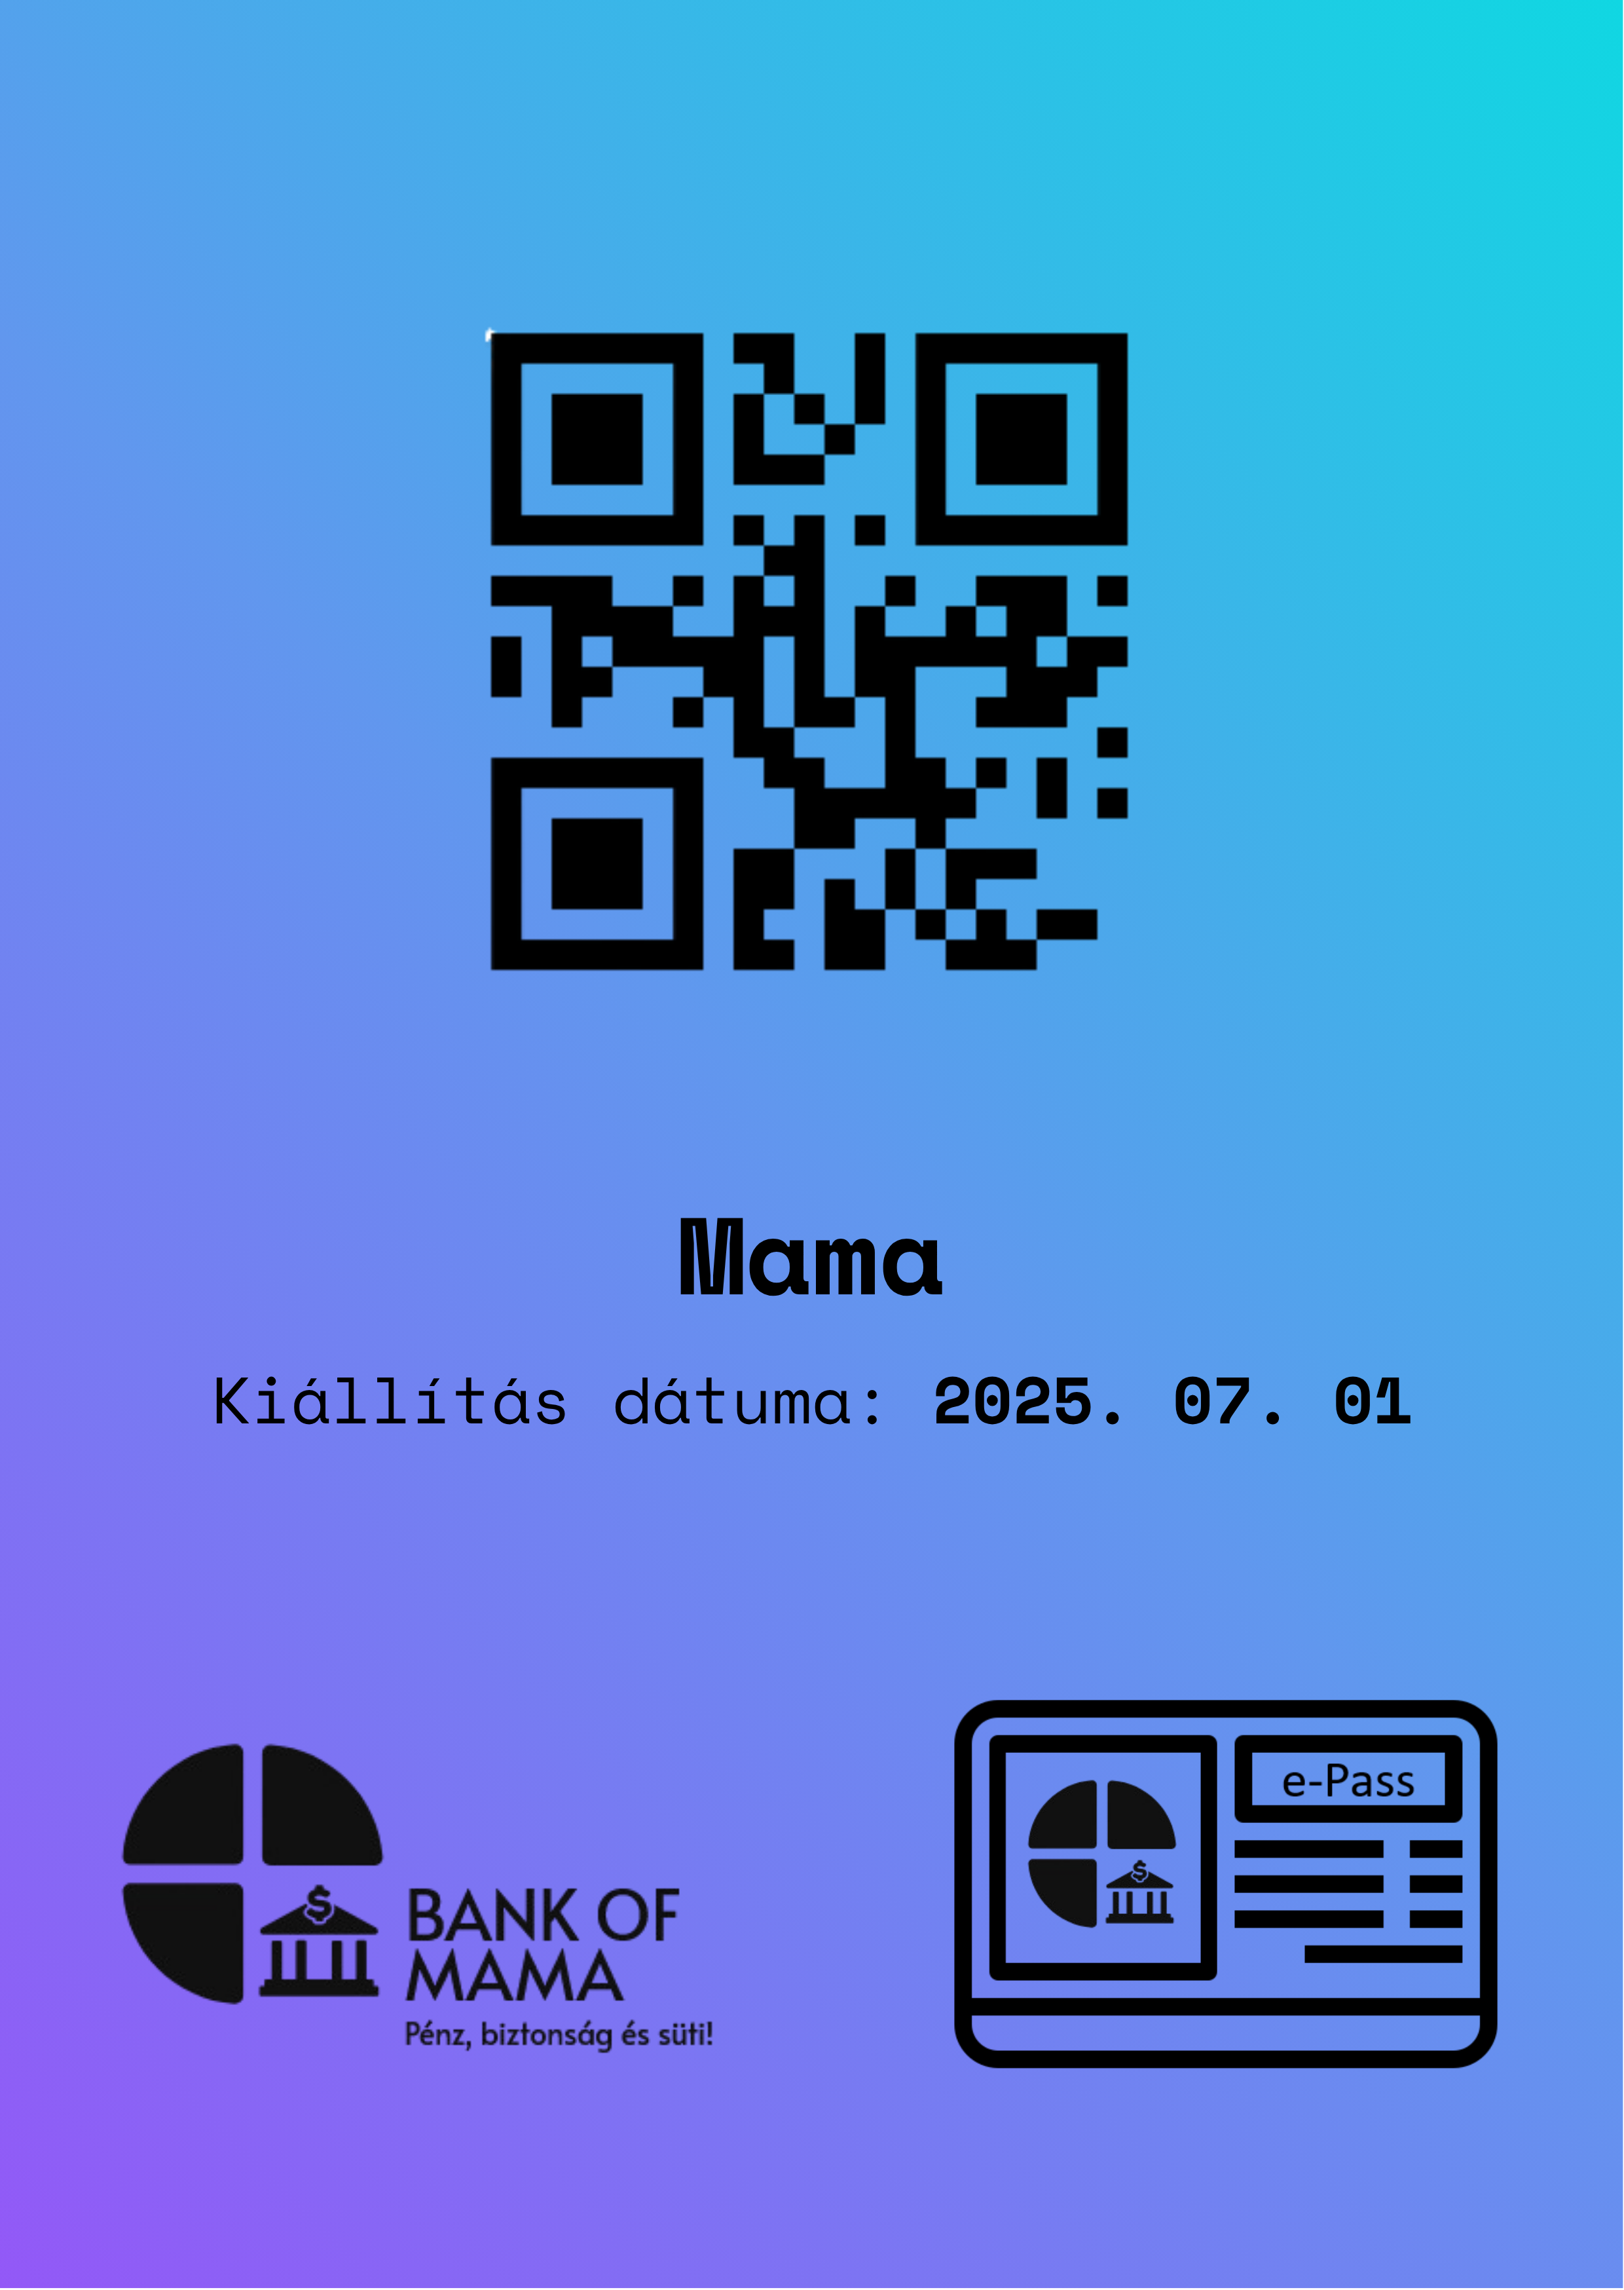 Mama
Kiállítás dátuma: 2025. 07. 01
e-Pass
BANK OF
MAMA
Pénz, biztonság és süti!